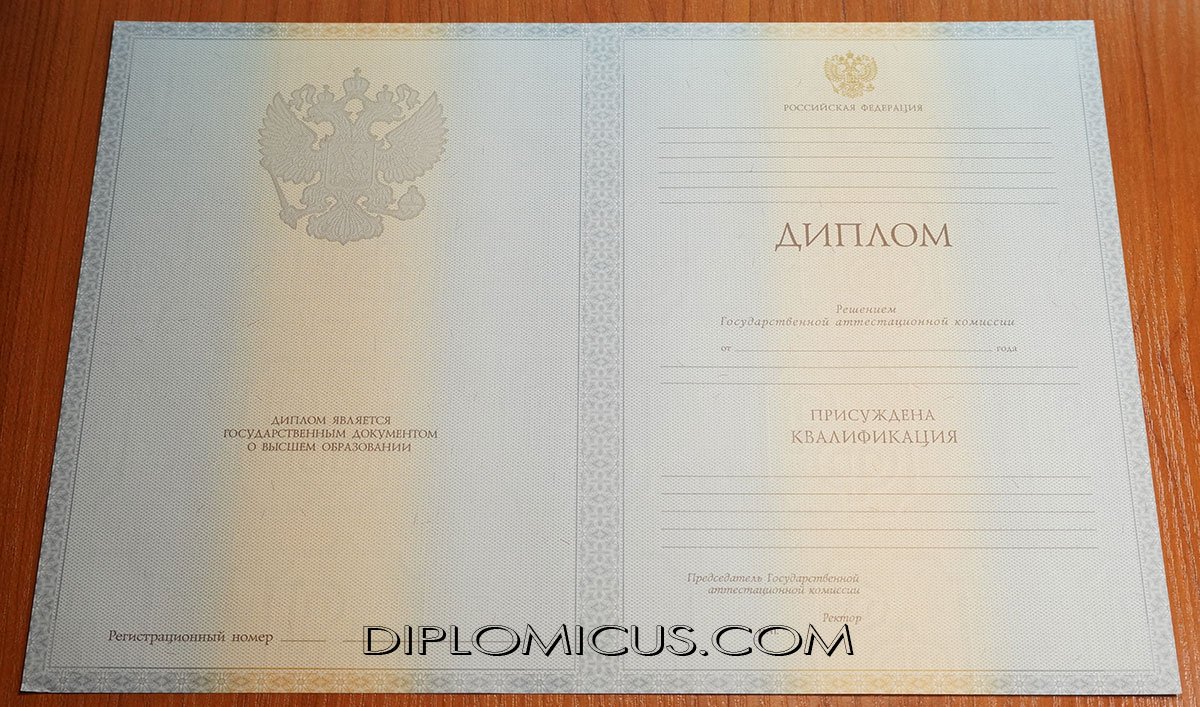 ДИПЛОМ ЯВЛЯЕТСЯ
ГОСУДАРСТВЕННЫМ ДОКУМЕНТОМ
О ВЫСШЕМ ОБРАЗОВАНИИ
Регистрационный номер
РОССИЙСКАЯ ФЕДЕРАЦИЯ
ДИПЛОМ
Решением
Государственной аттестационной комиссии
от года
ПРИСУЖДЕНА
КВАЛИФИКАЦИЯ
Председатель Государственной
аттестационной комиссии
Ректор
DIPLOMICUS.COM